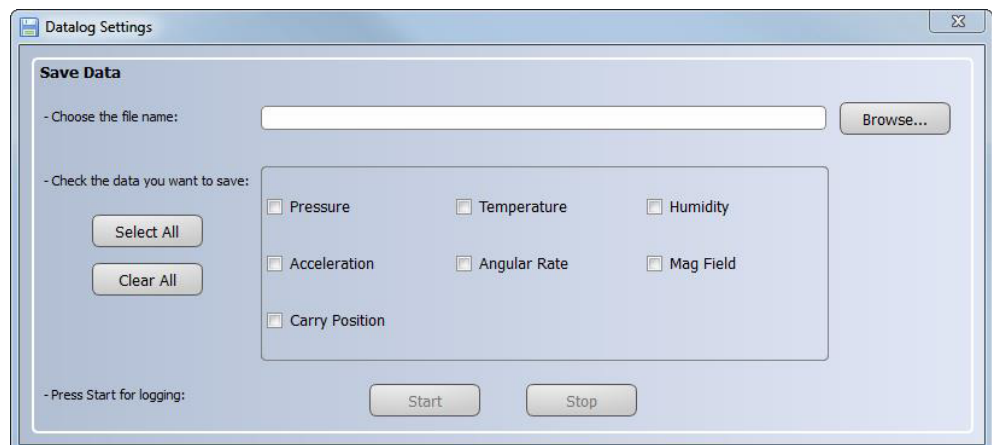 Datalog Settings
Save Data
- Choose the file name:
Browse...
- Check the data you want to save:
Select All
Clear All
Pressure
Temperature
Humidity
Acceleration
Angular Rate
Mag Field
Carry Position
- Press Start for logging:
Start
Stop